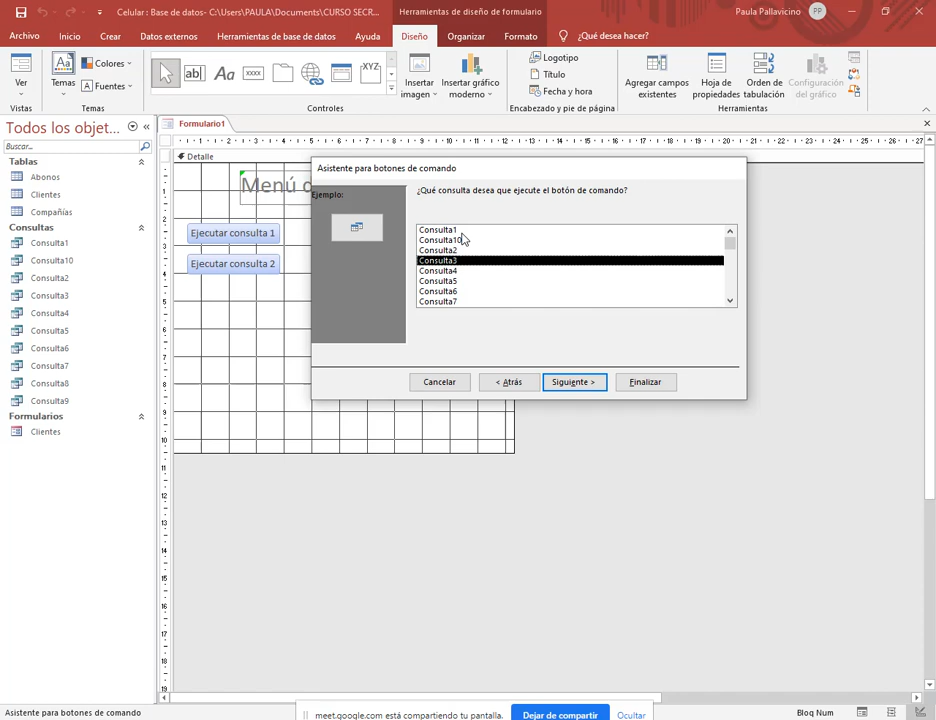 Celular : Base de datos- C:\Users\PAULA\Documents\CURSO SECR...
Herramientas de diseño de formulario
Paula Pallavicino
PP
Archivo
Inicio
Crear
Datos externos
Herramientas de base de datos
Ayuda
Diseño
Organizar
Formato
¿Qué desea hacer?
Ver
Temas
Colores
Fuentes
Insertar imagen
Insertar gráfico moderno
Logotipo
Título
Fecha y hora
Agregar campos existentes
Hoja de propiedades
Orden de tabulación
Configuración del gráfico
Vistas
Temas
Controles
Encabezado y pie de página
Herramientas
Todos los objet...
Buscar...
Tablas
Abonos
Clientes
Compañías
Consultas
Consulta1
Consulta10
Consulta2
Consulta3
Consulta4
Consulta5
Consulta6
Consulta7
Consulta8
Consulta9
Formularios
Clientes
Formulario1
Detalle
Menú
Ejecutar consulta 1
Ejecutar consulta 2
Asistente para botones de comando
Ejemplo:
¿Qué consulta desea que ejecute el botón de comando?
Consulta1
Consulta10
Consulta2
Consulta3
Consulta4
Consulta5
Consulta6
Consulta7
Cancelar
< Atrás
Siguiente >
Finalizar
Asistente para botones de comando
meet.google.com está compartiendo tu pantalla.
Dejar de compartir
Ocultar
Bloq Num